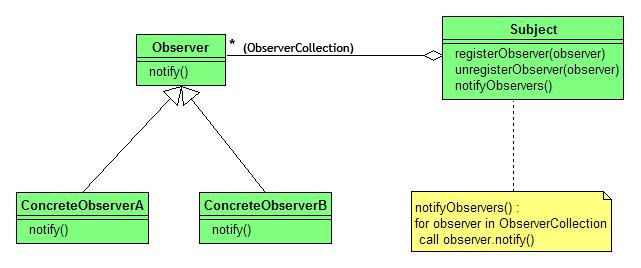 Observer
notify()
* (ObserverCollection)
Subject
registerObserver(observer)
unregisterObserver(observer)
notifyObservers()
ConcreteObserverA
notify()
ConcreteObserverB
notify()
notifyObservers() :
for observer in ObserverCollection
call observer.notify()